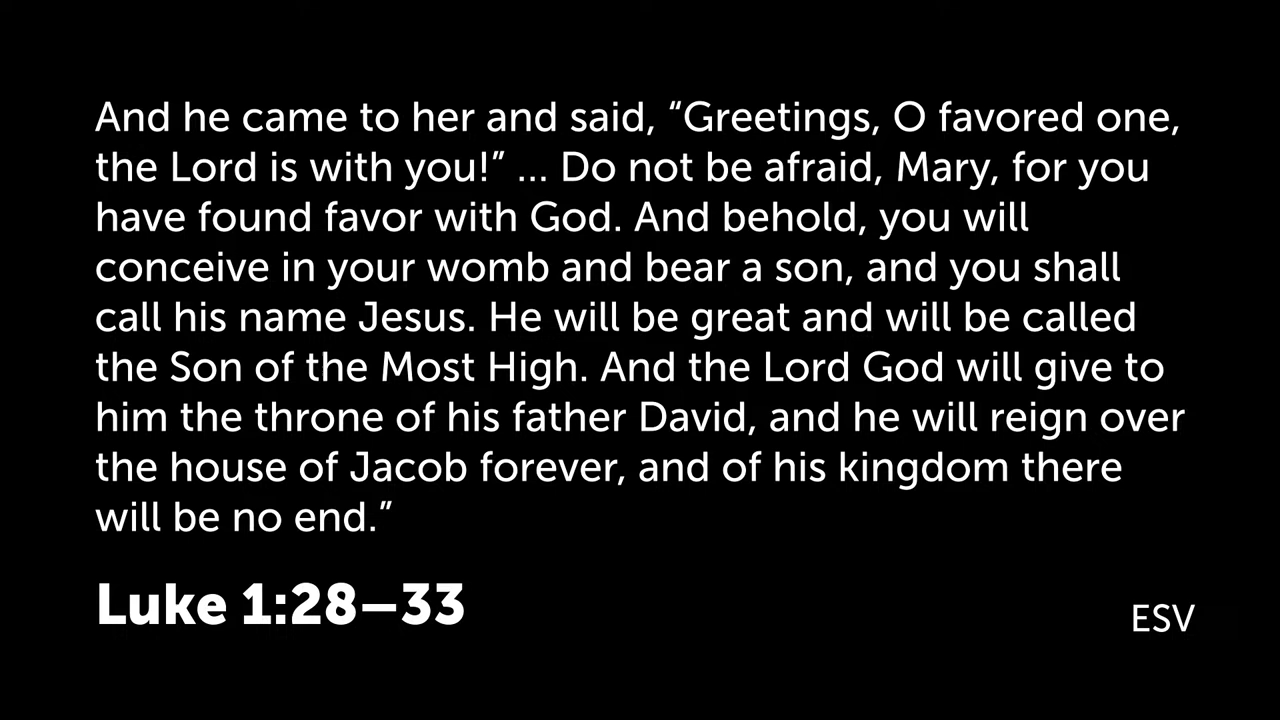 And he came to her and said, “Greetings, O favored one,
the Lord is with you!” ... Do not be afraid, Mary, for you
have found favor with God. And behold, you will
conceive in your womb and bear a son, and you shall
call his name Jesus. He will be great and will be called
the Son of the Most High. And the Lord God will give to
him the throne of his father David, and he will reign over
the house of Jacob forever, and of his kingdom there
will be no end.”
Luke 1:28–33
ESV